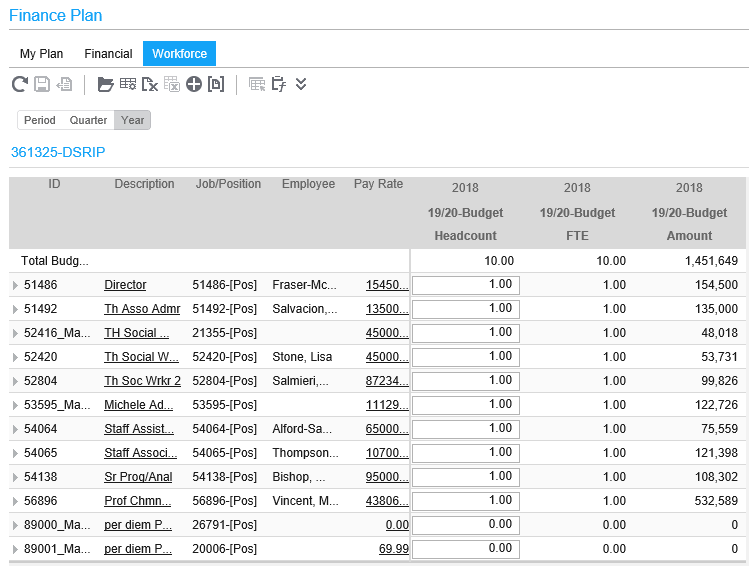 Finance Plan
My Plan Financial Workforce
Period Quarter Year
361325-DSRIP
ID Description Job/Position Employee Pay Rate 2018 2018 2018
19/20-Budget 19/20-Budget 19/20-Budget
Headcount FTE Amount
Total Budg... 10.00 10.00 1,451,649
51486 Director 51486-[Pos] Fraser-Mc... 15450... 1.00 1.00 154,500
51492 Th Asso Admr 51492-[Pos] Salvacion,... 13500... 1.00 1.00 135,000
52416_Ma... TH Social ... 21355-[Pos] 45000... 1.00 1.00 48,018
52420 Th Social W... 52420-[Pos] Stone, Lisa 45000... 1.00 1.00 53,731
52804 Th Soc Wrkr 2 52804-[Pos] Salmieri,... 87234... 1.00 1.00 99,826
53595_Ma... Michele Ad... 53595-[Pos] 11129... 1.00 1.00 122,726
54064 Staff Assist... 54064-[Pos] Alford-Sa... 65000... 1.00 1.00 75,559
54065 Staff Associ... 54065-[Pos] Thompson... 10700... 1.00 1.00 121,398
54138 Sr Prog/Anal 54138-[Pos] Bishop, ... 95000... 1.00 1.00 108,302
56896 Prof Chmn... 56896-[Pos] Vincent, M... 43806... 1.00 1.00 532,589
89000_Ma... per diem P... 26791-[Pos] 0.00 0.00 0.00 0
89001_Ma... per diem P... 20006-[Pos] 69.99 0.00 0.00 0